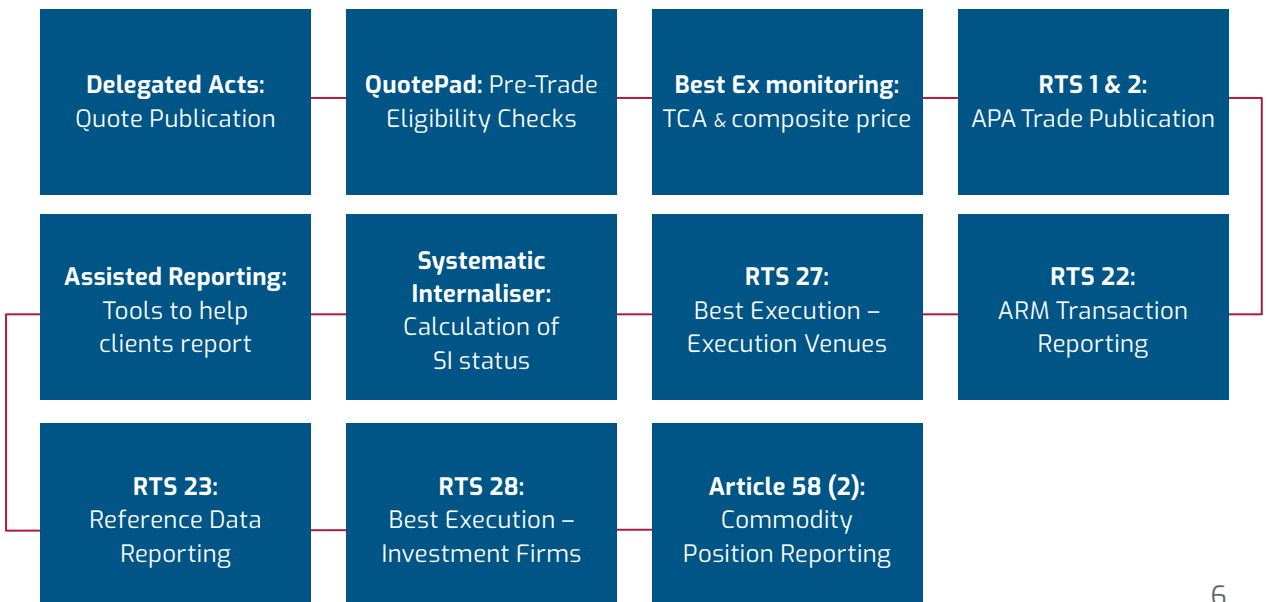 Delegated Acts:
Quote Publication
QuotePad: Pre-Trade
Eligibility Checks
Best Ex monitoring:
TCA & composite price
RTS 1 & 2:
APA Trade Publication
Assisted Reporting:
Tools to help
clients report
Systematic
Internaliser:
Calculation of
SI status
RTS 27:
Best Execution –
Execution Venues
RTS 22:
ARM Transaction
Reporting
RTS 23:
Reference Data
Reporting
RTS 28:
Best Execution –
Investment Firms
Article 58 (2):
Commodity
Position Reporting
6